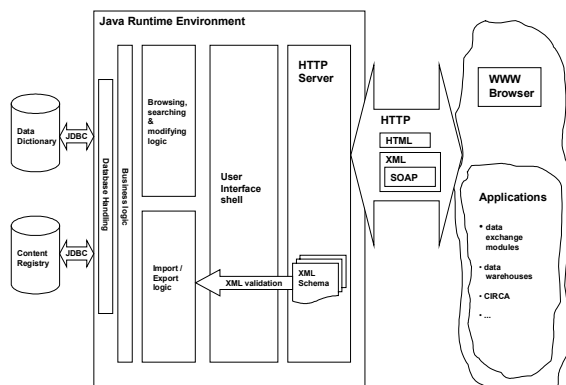 Java Runtime Environment
Data
Dictionary
JDBC
Content
Registry
JDBC
Database Handling
Business logic
Browsing,
searching
&
modifying
logic
Import /
Export
logic
User
Interface
shell
HTTP
Server
XML validation
XML
Schema
HTTP
HTML
XML
SOAP
WWW
Browser
Applications
• data
exchange
modules
• data
warehouses
• CIRCA
• ...